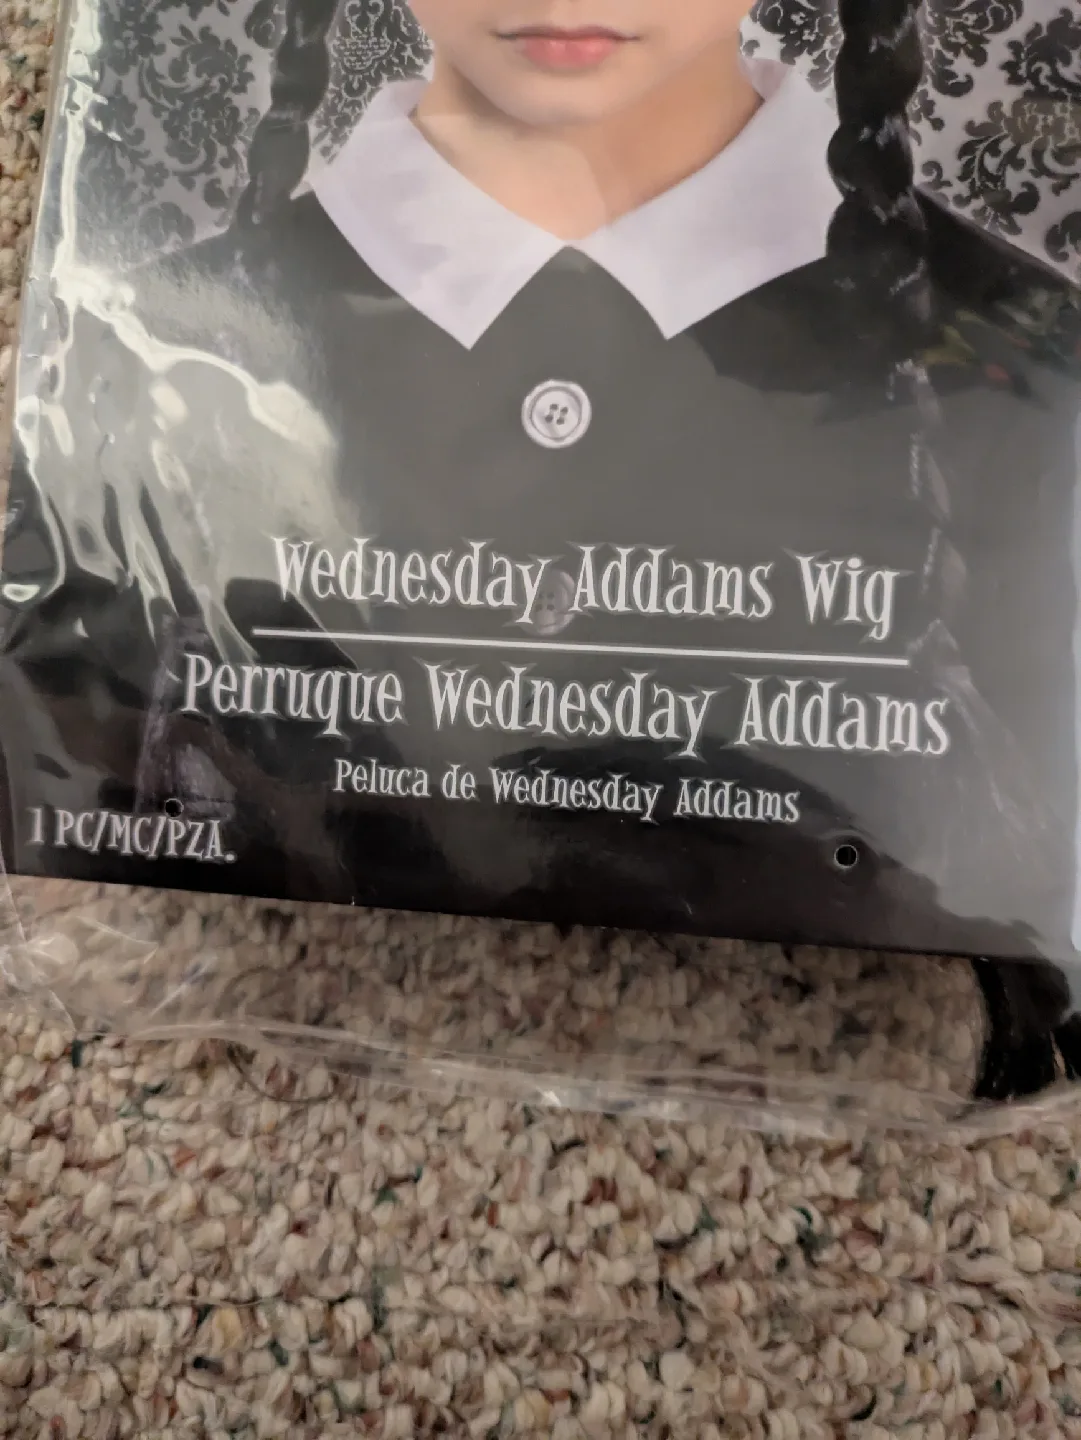 Wednesday Addams Wig
Perruque Wednesday Addams
Peluca de Wednesday Addams
1 PC/MC/PZA.